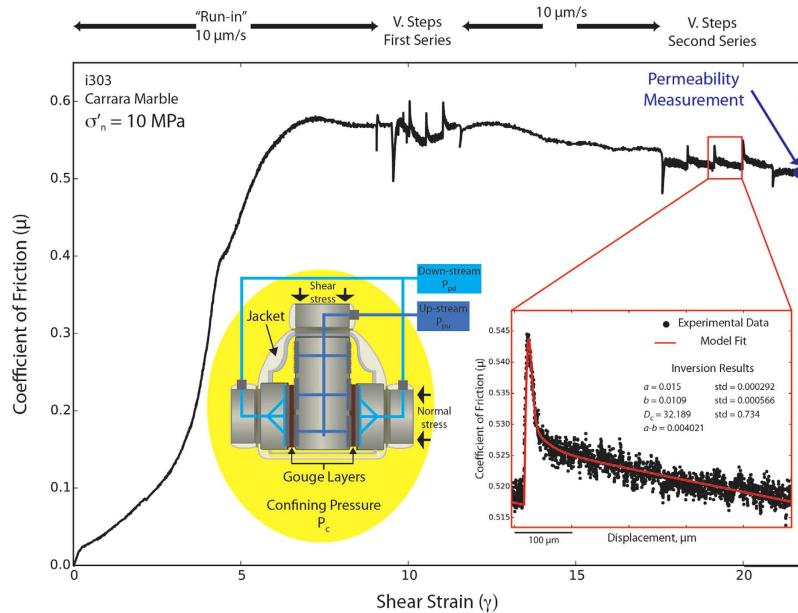 "Run-in"
10 μm/s
V. Steps
First Series
10 μm/s
V. Steps
Second Series
i303
Carrara Marble
σ'n = 10 MPa
Permeability
Measurement
Coefficient of Friction (μ)
0.6
0.5
0.4
0.3
0.2
0.1
0.0
0
5
10
15
20
Shear Strain (γ)
Down-stream
Ppd
Shear
stress
Up-stream
Ppu
Jacket
Normal
stress
Gouge Layers
Confining Pressure
Pc
Coefficient of Friction (μ)
0.545
0.540
0.535
0.530
0.525
0.520
0.515
Experimental Data
Model Fit
Inversion Results
a = 0.015 std = 0.000292
b = 0.0109 std = 0.000566
Dc = 32.189 std = 0.734
a-b = 0.004021
100 μm
Displacement, μm